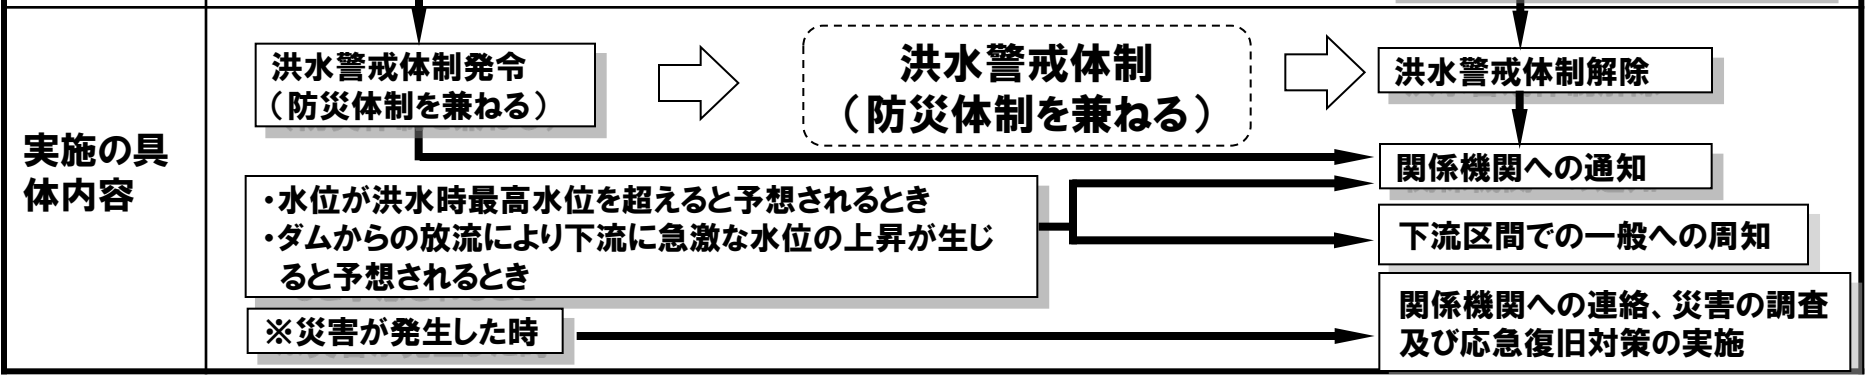 実施の具
体内容
洪水警戒体制発令
（防災体制を兼ねる）
洪水警戒体制
（防災体制を兼ねる）
洪水警戒体制解除
関係機関への通知
・水位が洪水時最高水位を超えると予想されるとき
・ダムからの放流により下流に急激な水位の上昇が生じ
ると予想されるとき
下流区間での一般への周知
※災害が発生した時
関係機関への連絡、災害の調査
及び応急復旧対策の実施